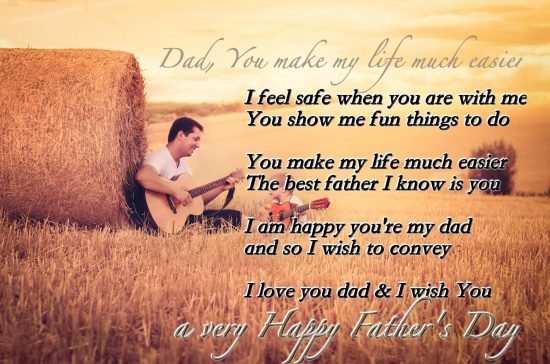 Dad, You make my life much easier
I feel safe when you are with me
You show me fun things to do
You make my life much easier
The best father I know is you
I am happy you're my dad
and so I wish to convey
I love you dad & I wish You
a very Happy Father's Day